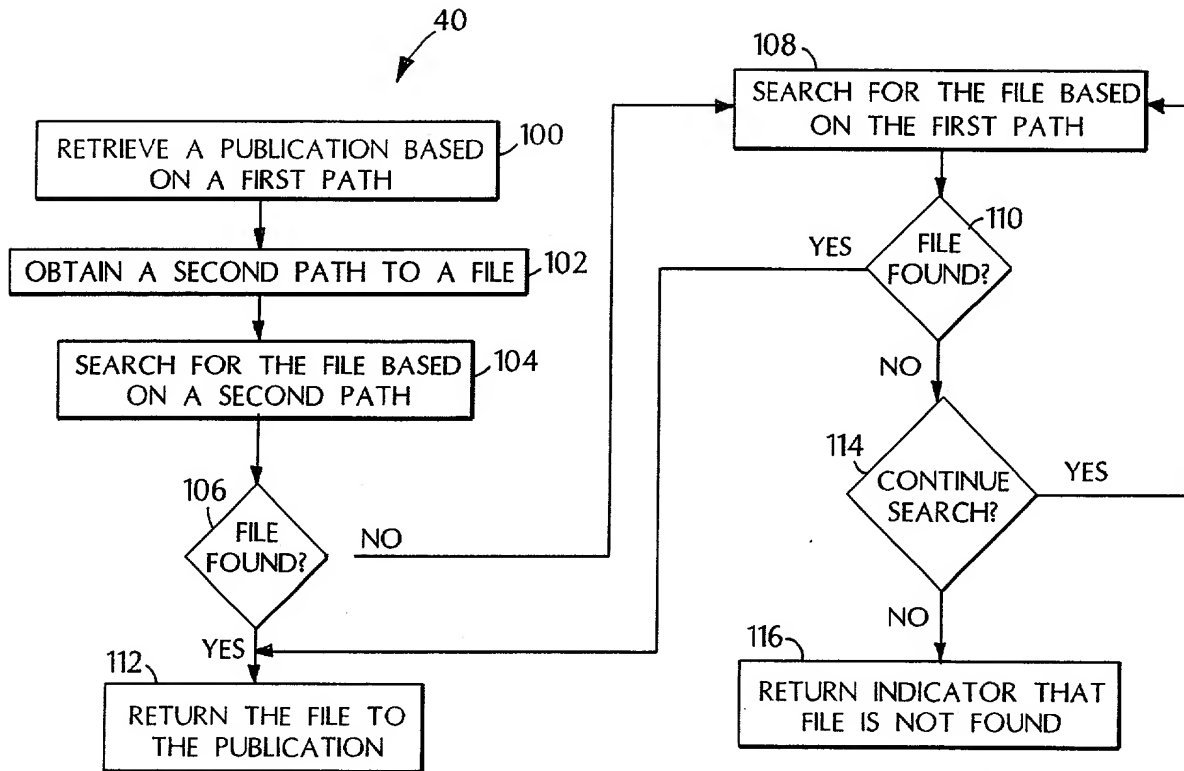 40
RETRIEVE A PUBLICATION BASED
ON A FIRST PATH
100
OBTAIN A SECOND PATH TO A FILE
102
SEARCH FOR THE FILE BASED
ON A SECOND PATH
104
106
FILE
FOUND?
NO
YES
112
RETURN THE FILE TO
THE PUBLICATION
108
SEARCH FOR THE FILE BASED
ON THE FIRST PATH
110
YES
FILE
FOUND?
NO
114
CONTINUE
SEARCH?
YES
NO
116
RETURN INDICATOR THAT
FILE IS NOT FOUND